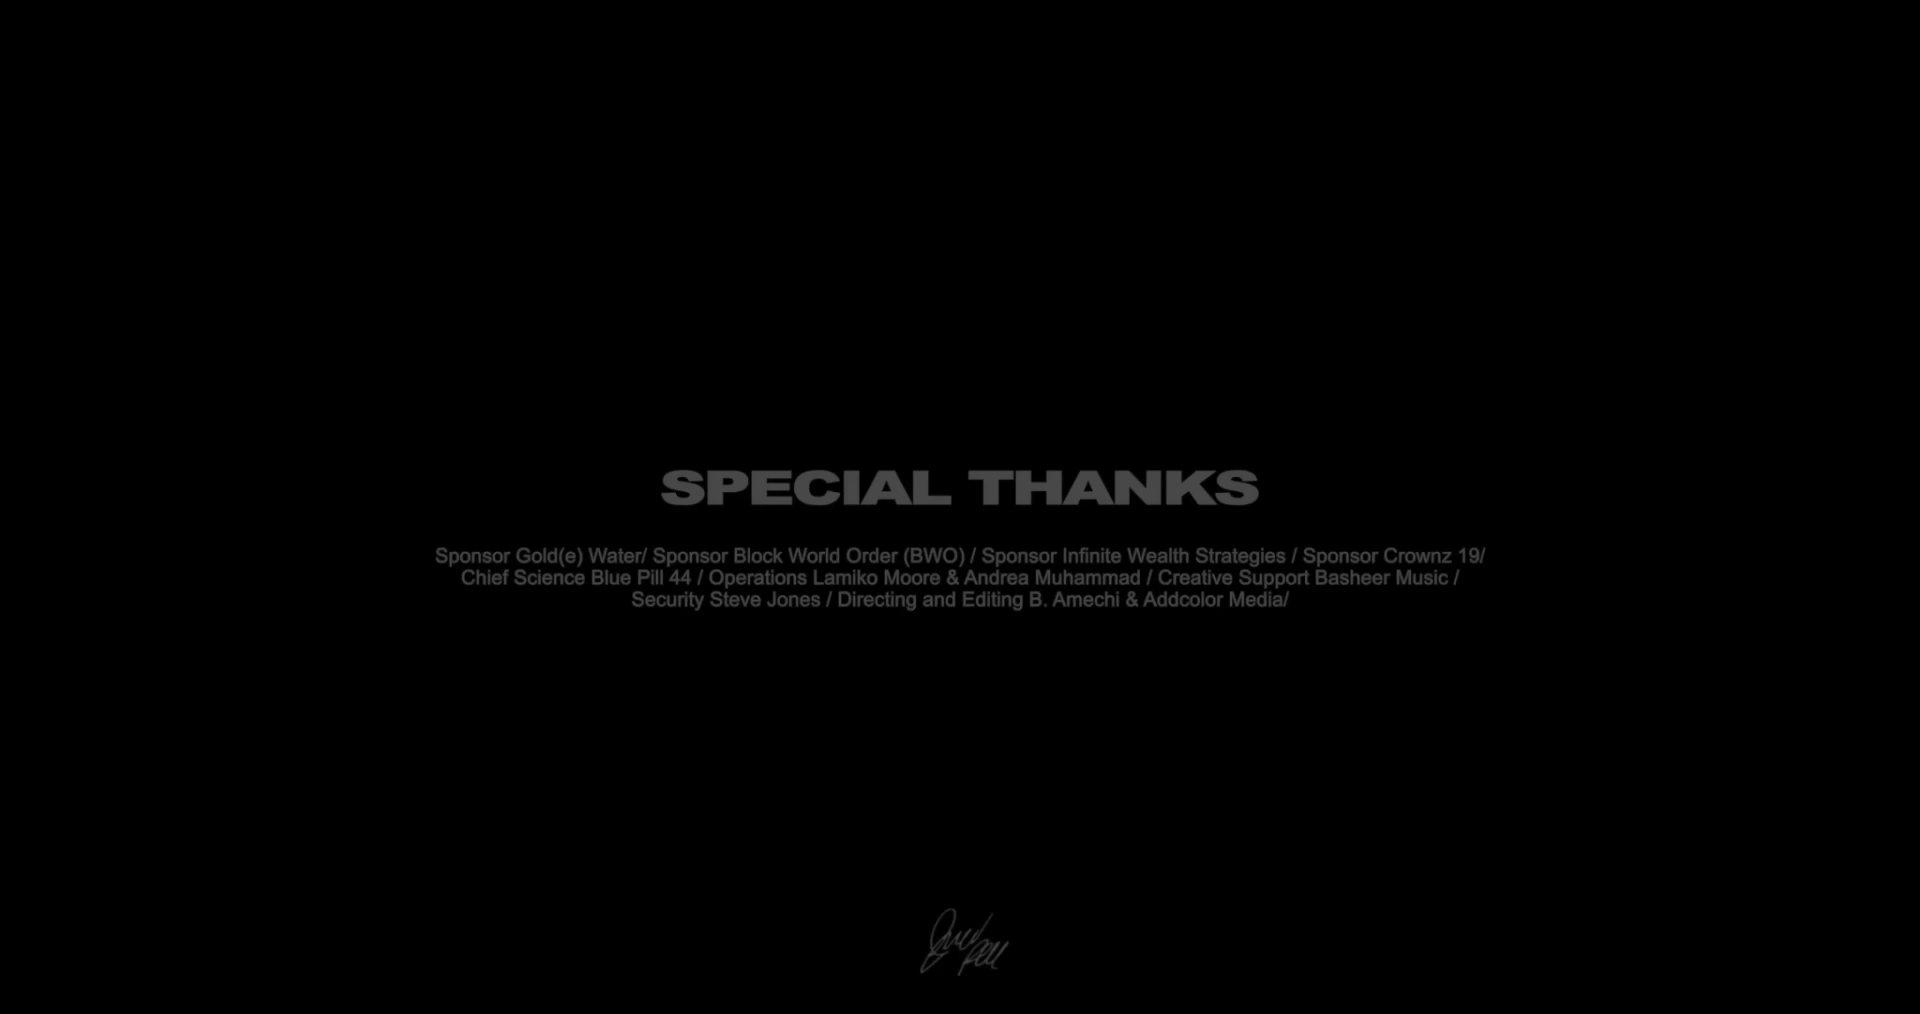 SPECIAL THANKS
Sponsor Gold(e) Water/ Sponsor Block World Order (BWO) / Sponsor Infinite Wealth Strategies / Sponsor Crownz 19/
Chief Science Blue Pill 44 / Operations Lamiko Moore & Andrea Muhammad / Creative Support Basheer Music /
Security Steve Jones / Directing and Editing B. Amechi & Addcolor Media/